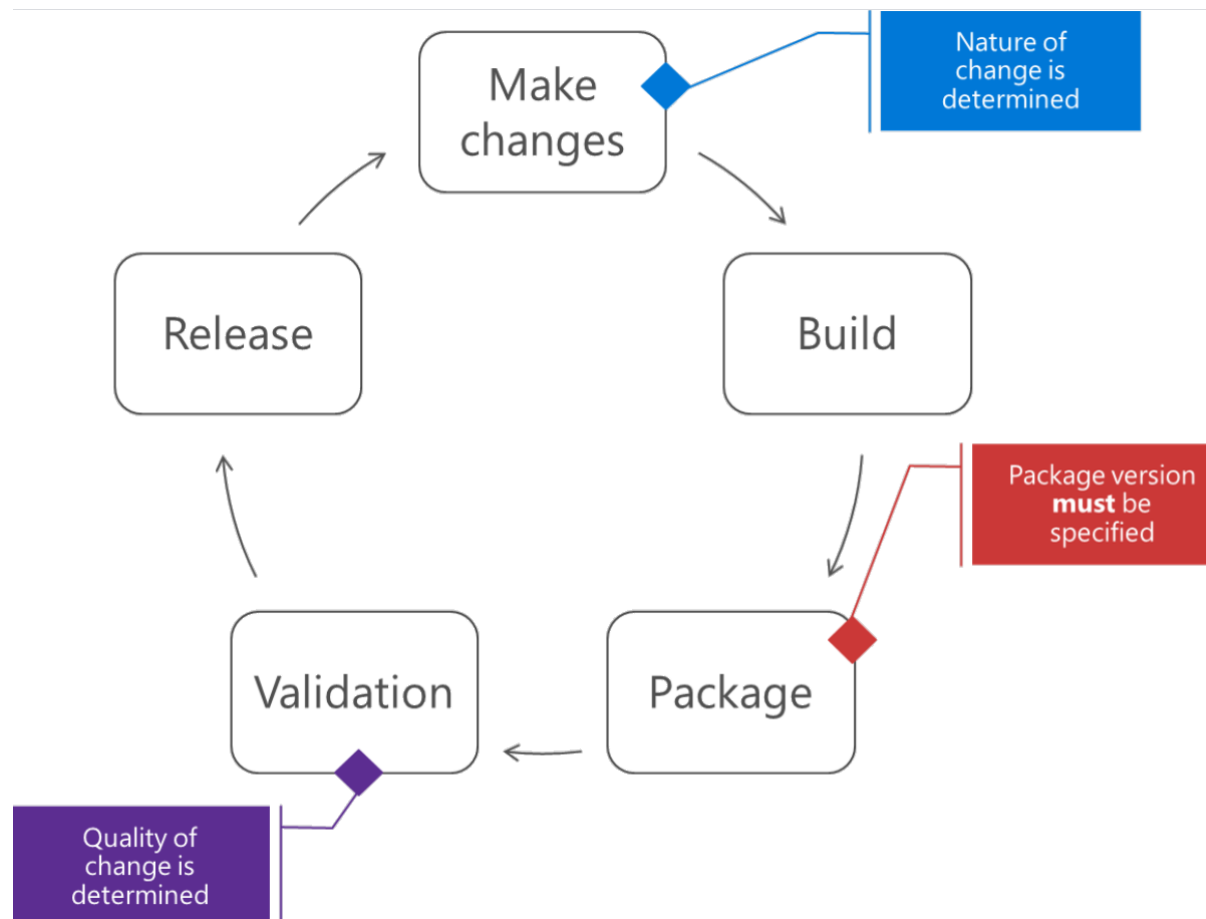 Nature of
change is
determined
Make
changes
Release
Build
Package version
must be
specified
Validation
Package
Quality of
change is
determined